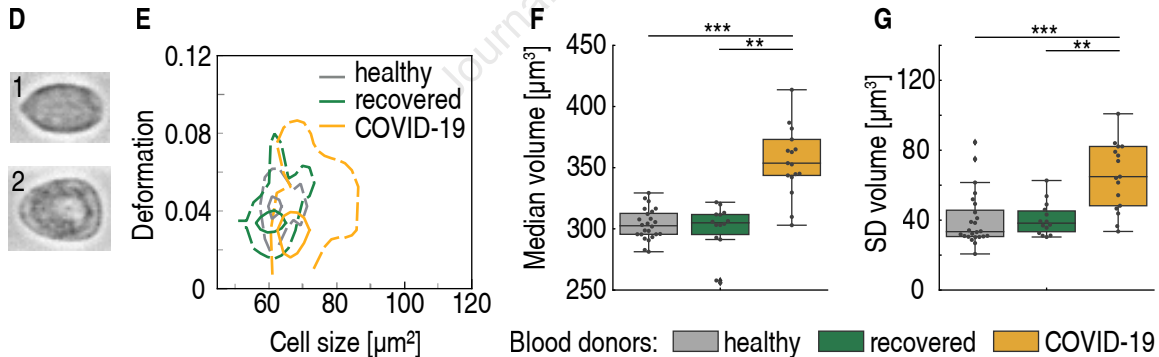 D
1
2
E
0.12
0.08
0.04
0
Deformation
healthy
recovered
COVID-19
60
80
100
120
Cell size [µm²]
Journal
F
***
**
450
400
350
300
250
Median volume [µm³]
G
***
**
120
80
40
0
SD volume [µm³]
Blood donors: healthy recovered COVID-19